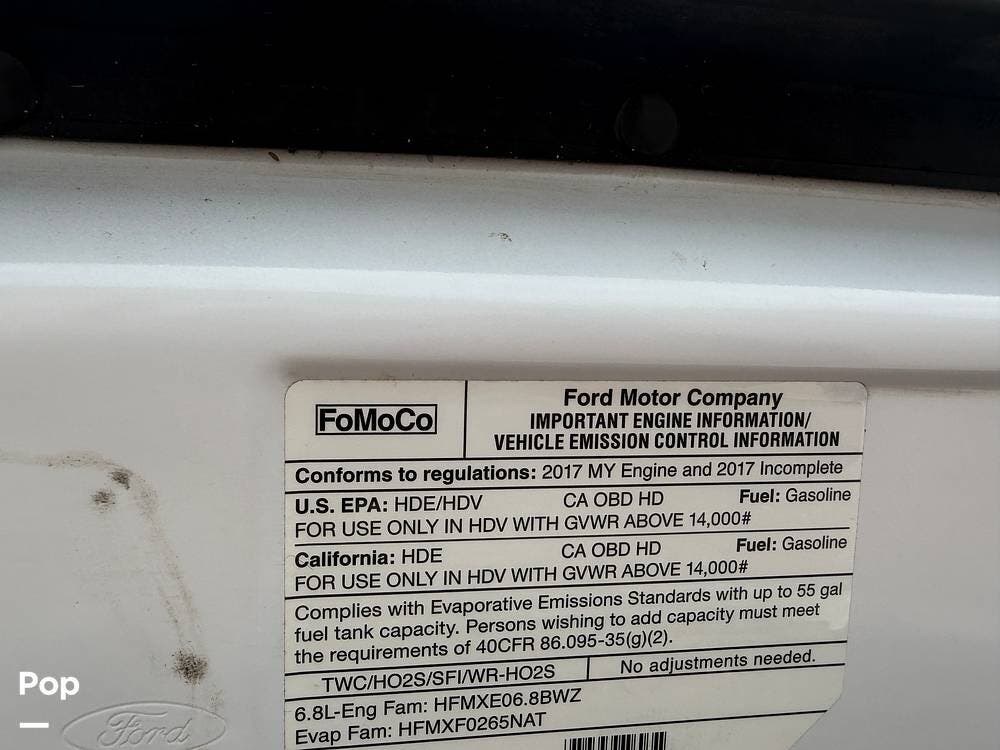 FoMoCo
Ford Motor Company
IMPORTANT ENGINE INFORMATION/
VEHICLE EMISSION CONTROL INFORMATION
Conforms to regulations: 2017 MY Engine and 2017 Incomplete
U.S. EPA: HDE/HDV CA OBD HD Fuel: Gasoline
FOR USE ONLY IN HDV WITH GVWR ABOVE 14,000#
California: HDE CA OBD HD Fuel: Gasoline
FOR USE ONLY IN HDV WITH GVWR ABOVE 14,000#
Complies with Evaporative Emissions Standards with up to 55 gal
fuel tank capacity. Persons wishing to add capacity must meet
the requirements of 40CFR 86.095-35(g)(2).
TWC/HO2S/SFI/WR-HO2S No adjustments needed.
6.8L-Eng Fam: HFMXE06.8BWZ
Evap Fam: HFMXF0265NAT
Pop
Ford